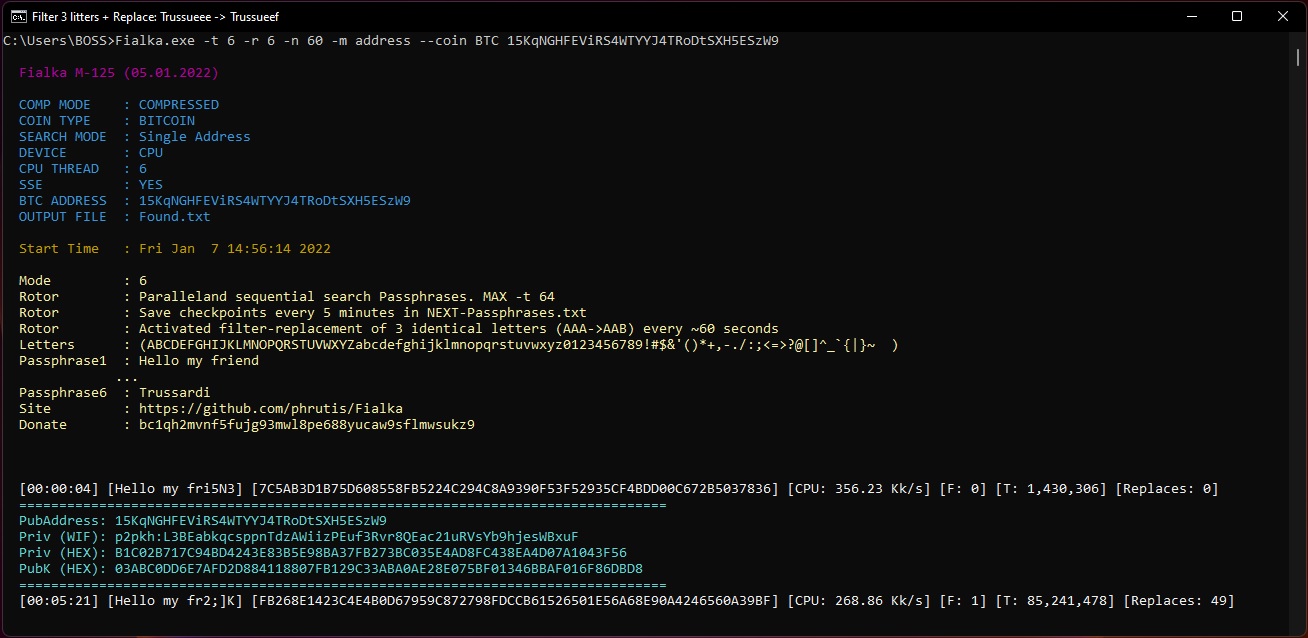 Filter 3 litters + Replace: Trussueee -> Trussueef
C:\Users\BOSS>Fialka.exe -t 6 -r 6 -n 60 -m address --coin BTC 15KqNGHFEViRS4WTYYJ4TRoDtSXH5ESzW9
Fialka M-125 (05.01.2022)
COMP MODE : COMPRESSED
COIN TYPE : BITCOIN
SEARCH MODE : Single Address
DEVICE : CPU
CPU THREAD : 6
SSE : YES
BTC ADDRESS : 15KqNGHFEViRS4WTYYJ4TRoDtSXH5ESzW9
OUTPUT FILE : Found.txt
Start Time : Fri Jan 7 14:56:14 2022
Mode : 6
Rotor : Paralleland sequential search Passphrases. MAX -t 64
Rotor : Save checkpoints every 5 minutes in NEXT-Passphrases.txt
Rotor : Activated filter-replacement of 3 identical letters (AAA->AAB) every ~60 seconds
Letters : (ABCDEFGHIJKLMNOPQRSTUVWXYZabcdefghijklmnopqrstuvwxyz0123456789!#$&'()*+,-./:;<=>?@[]^_`{|}~ )
Passphrase1 : Hello my friend
...
Passphrase6 : Trussardi
Site : https://github.com/phrutis/Fialka
Donate : bc1qh2mvnf5fujg93mwl8pe688yucaw9sflmwsukz9
[00:00:04] [Hello my fri5N3] [7C5AB3D1B75D608558FB5224C294C8A9390F53F52935CF4BDD00C672B5037836] [CPU: 356.23 Kk/s] [F: 0] [T: 1,430,306] [Replaces: 0]
=================================================================================
PubAddress: 15KqNGHFEViRS4WTYYJ4TRoDtSXH5ESzW9
Priv (WIF): p2pkh:L3BEabkqcsppnTdzAWiizPEuf3Rvr8QEac21uRVsYb9hjesWBxuF
Priv (HEX): B1C02B717C94BD4243E83B5E98BA37FB273BC035E4AD8FC438EA4D07A1043F56
PubK (HEX): 03ABC0DD6E7AFD2D884118807FB129C33ABA0AE28E075BF01346BBAF016F86DBD8
=================================================================================
[00:05:21] [Hello my fr2;]K] [FB268E1423C4E4B0D67959C872798FDCCB61526501E56A68E90A4246560A39BF] [CPU: 268.86 Kk/s] [F: 1] [T: 85,241,478] [Replaces: 49]